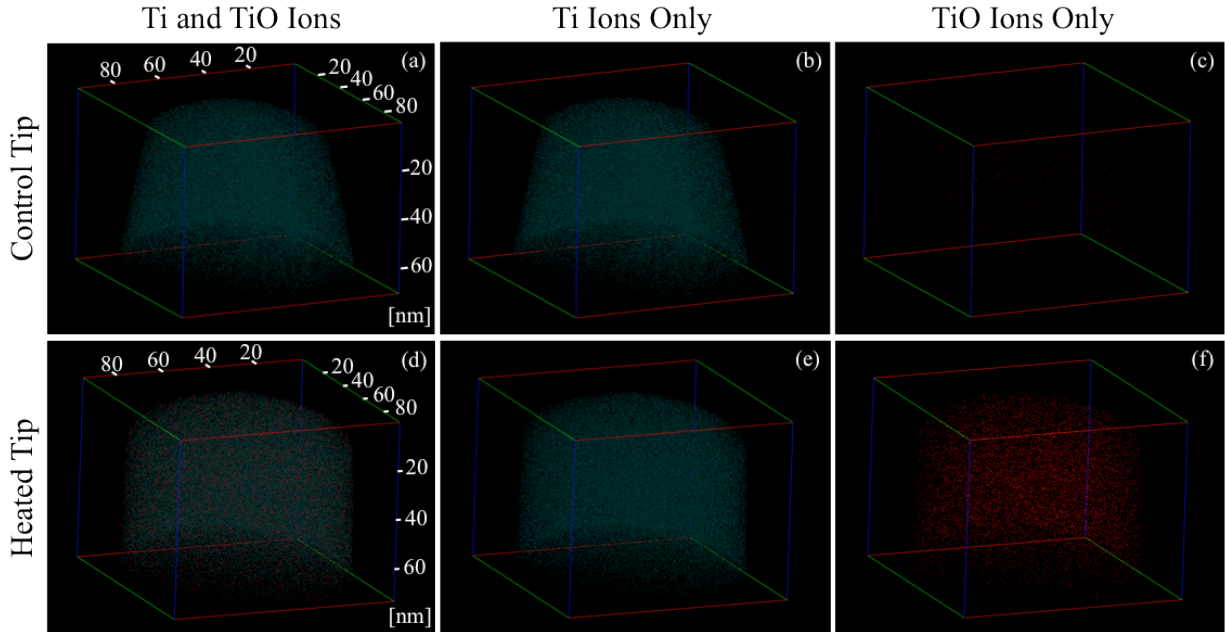 Ti and TiO Ions
Ti Ions Only
TiO Ions Only
Control Tip
(a)
80 60 40 20
20
40
60
80
-20
-40
-60
[nm]
(b)
(c)
Heated Tip
(d)
80 60 40 20
20
40
60
80
-20
-40
-60
[nm]
(e)
(f)